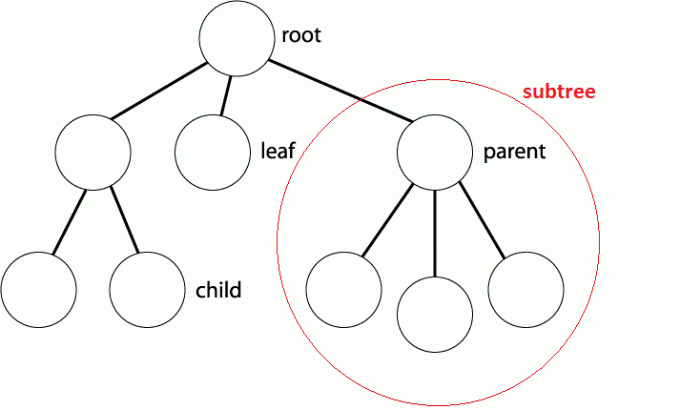 root
subtree
leaf
parent
child